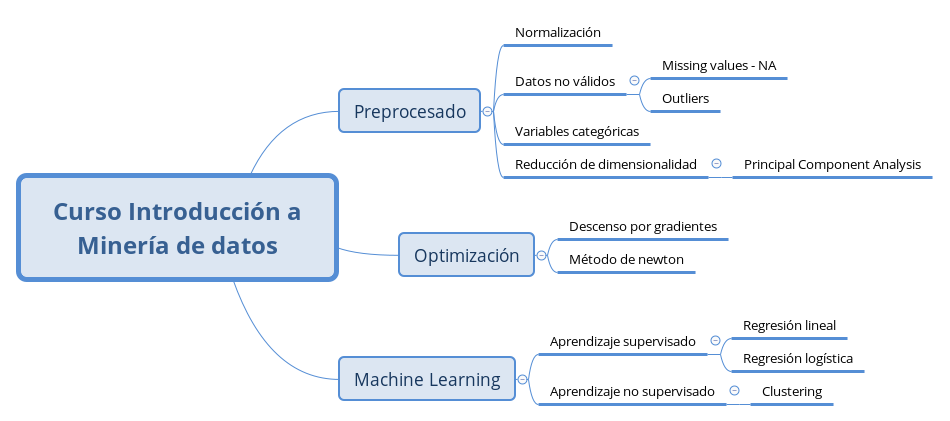 Curso Introducción a
Minería de datos
Preprocesado
Normalización
Datos no válidos
Missing values - NA
Outliers
Variables categóricas
Reducción de dimensionalidad
Principal Component Analysis
Optimización
Descenso por gradientes
Método de newton
Machine Learning
Aprendizaje supervisado
Regresión lineal
Regresión logística
Aprendizaje no supervisado
Clustering